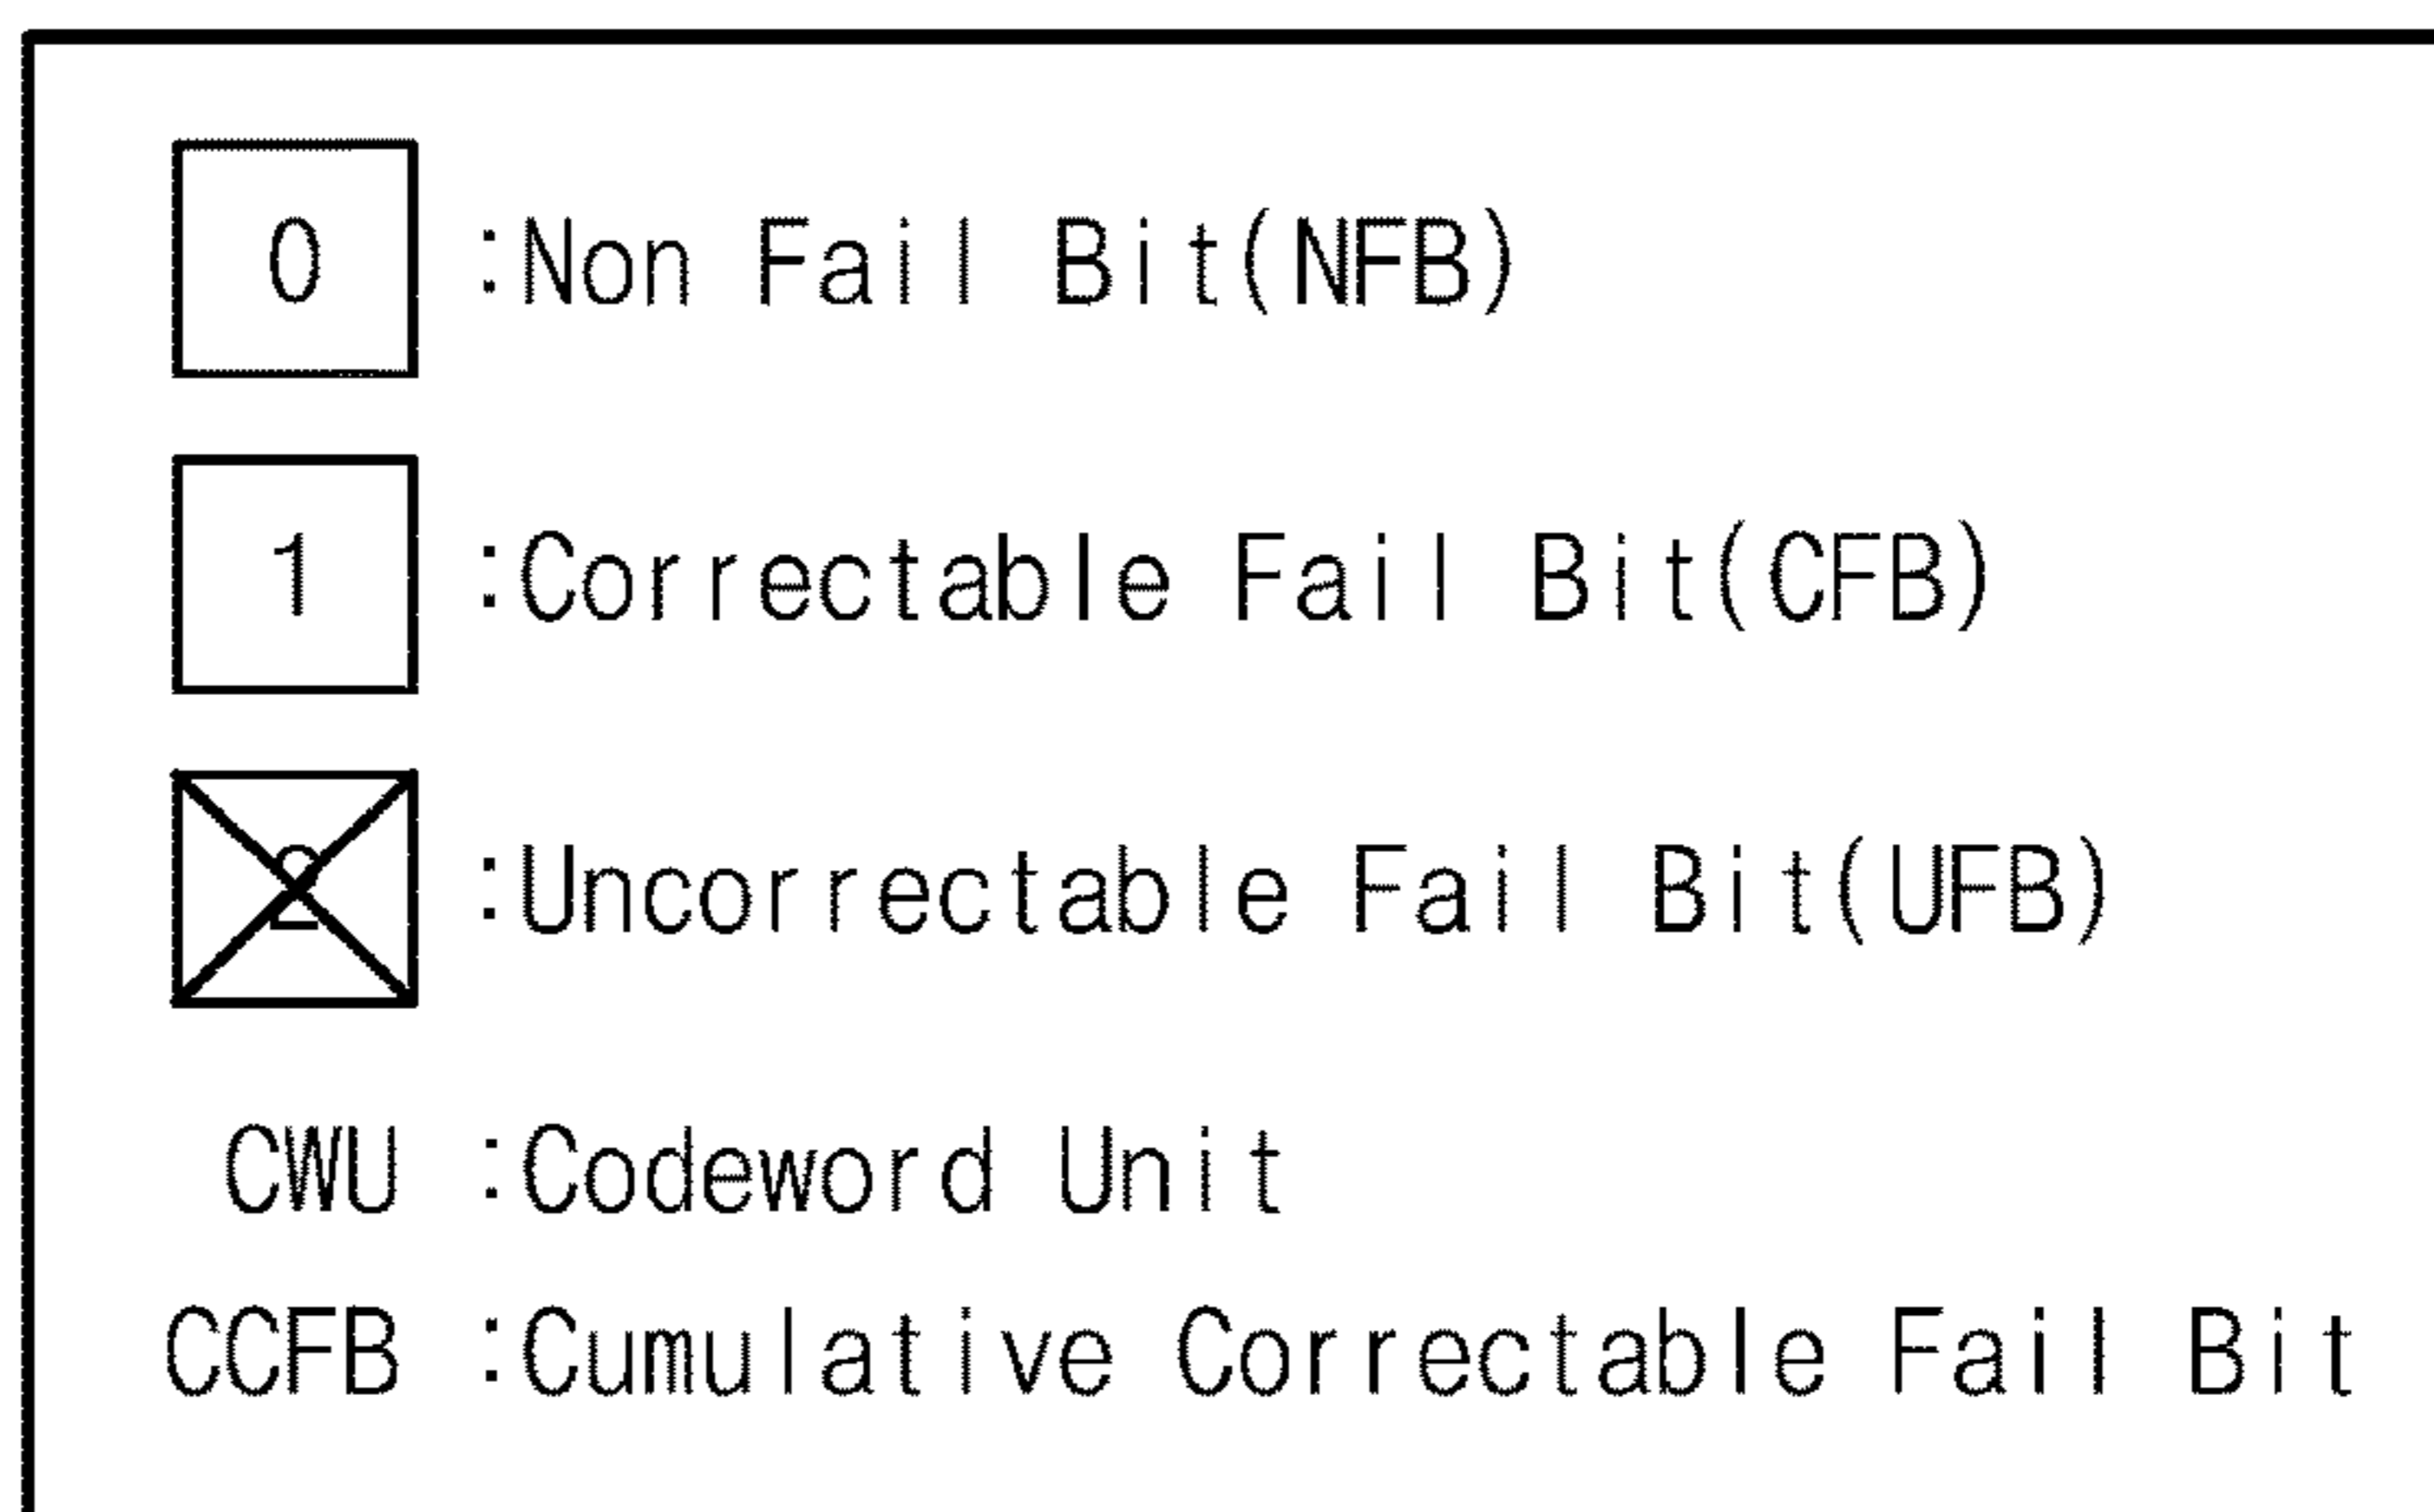 0 :Non Fail Bit(NFB)
1 :Correctable Fail Bit(CFB)
2 :Uncorrectable Fail Bit(UFB)
CWU :Codeword Unit
CCFB :Cumulative Correctable Fail Bit